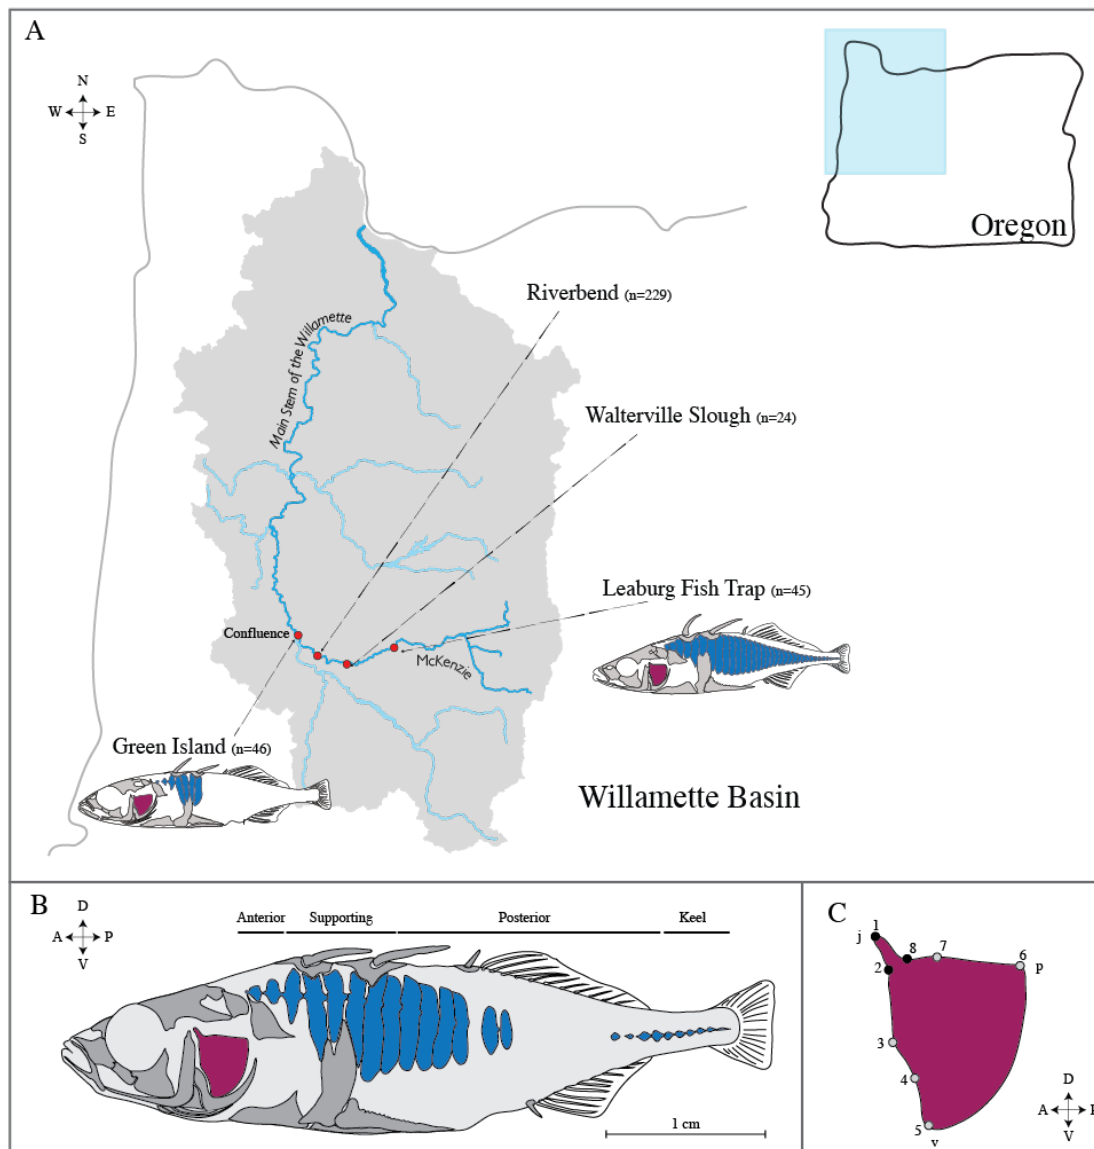 A
N
W E
S
Oregon
Riverbend (n=229)
Main Stem of the Willamette
Walterville Slough (n=24)
Leaburg Fish Trap (n=45)
Confluence
McKenzie
Green Island (n=46)
Willamette Basin
B
D
A P
V
Anterior Supporting Posterior Keel
1 cm
C
1
j
8
7
6
2
p
3
4
5
v
D
A P
V